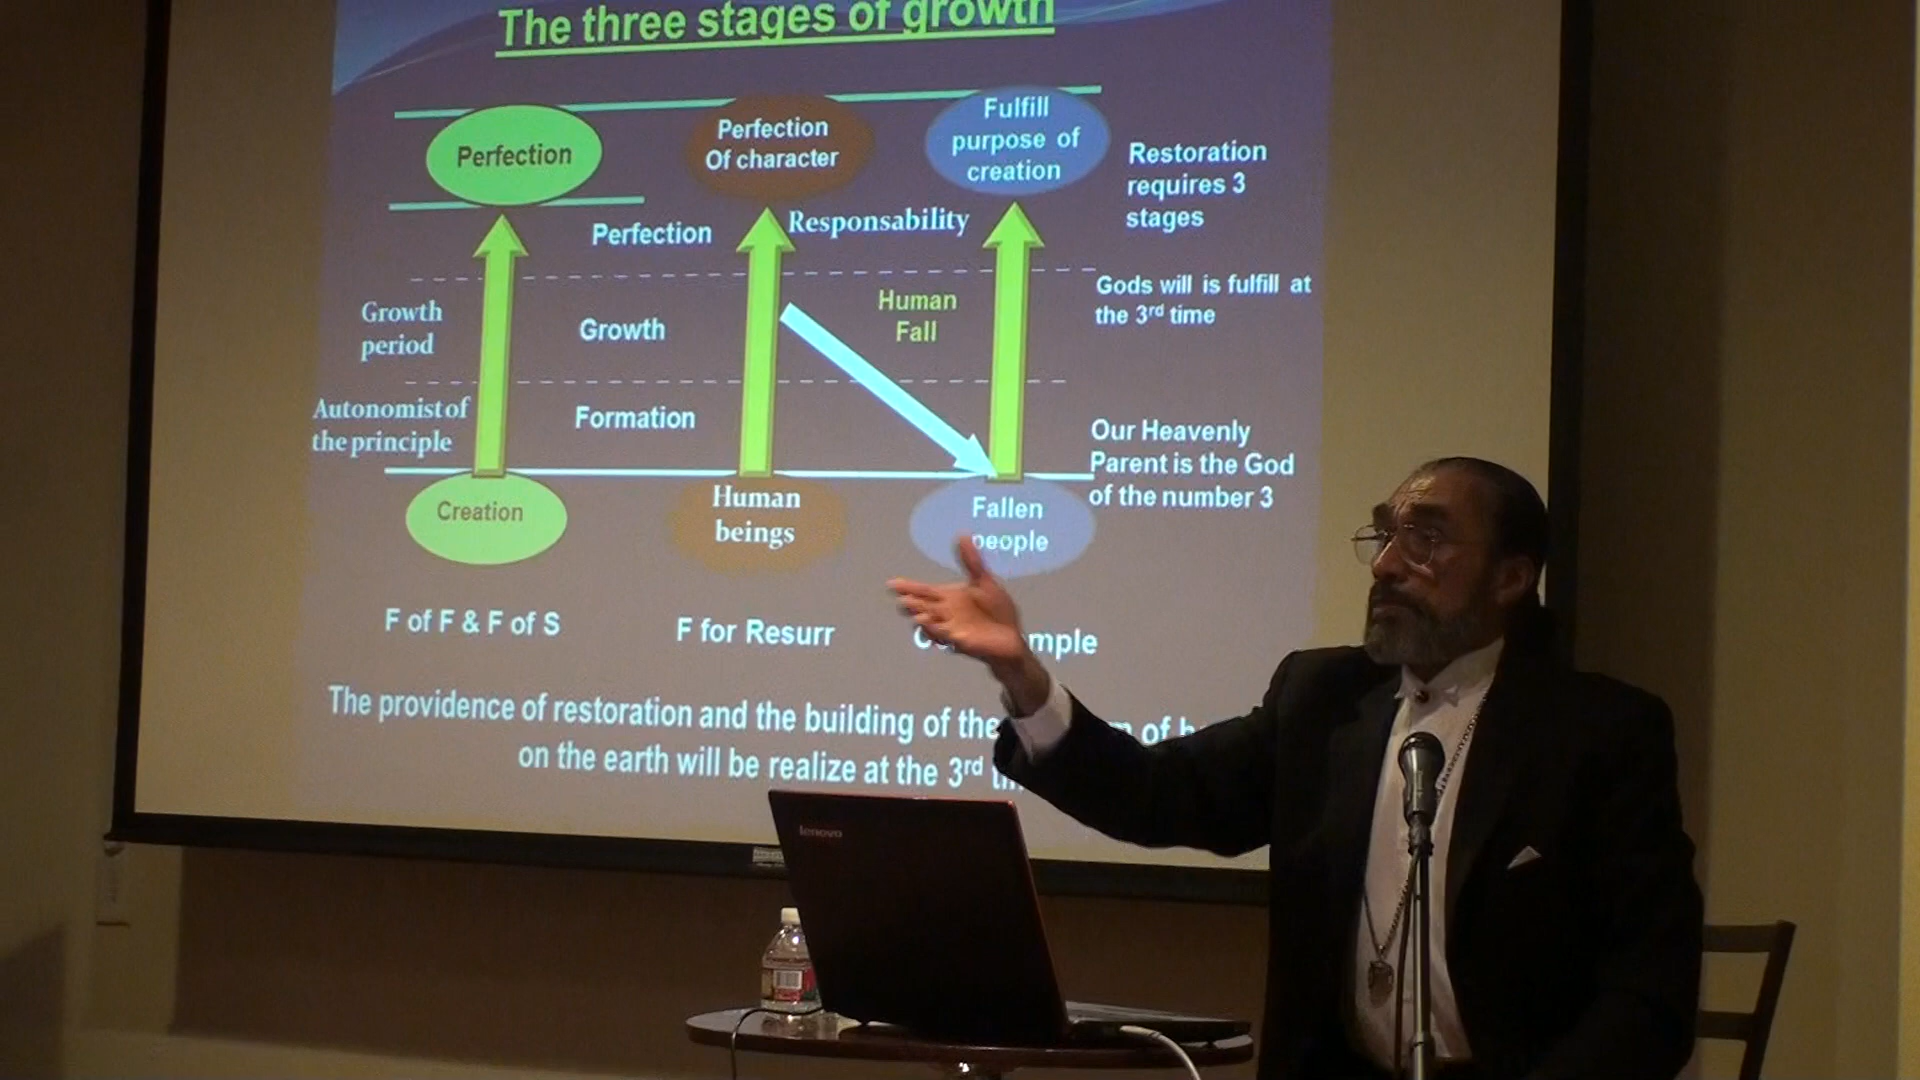 The three stages of growth
Perfection
Perfection
Of character
Fulfill
purpose of
creation
Restoration
requires 3
stages
Perfection
Responsability
Growth
period
Growth
Human
Fall
Gods will is fulfill at
the 3rd time
Autonomist of
the principle
Formation
Our Heavenly
Parent is the God
of the number 3
Creation
Human
beings
Fallen
people
F of F & F of S
F for Resurr
The providence of restoration and the building of the of
on the earth will be realize at the 3rd
lenovo